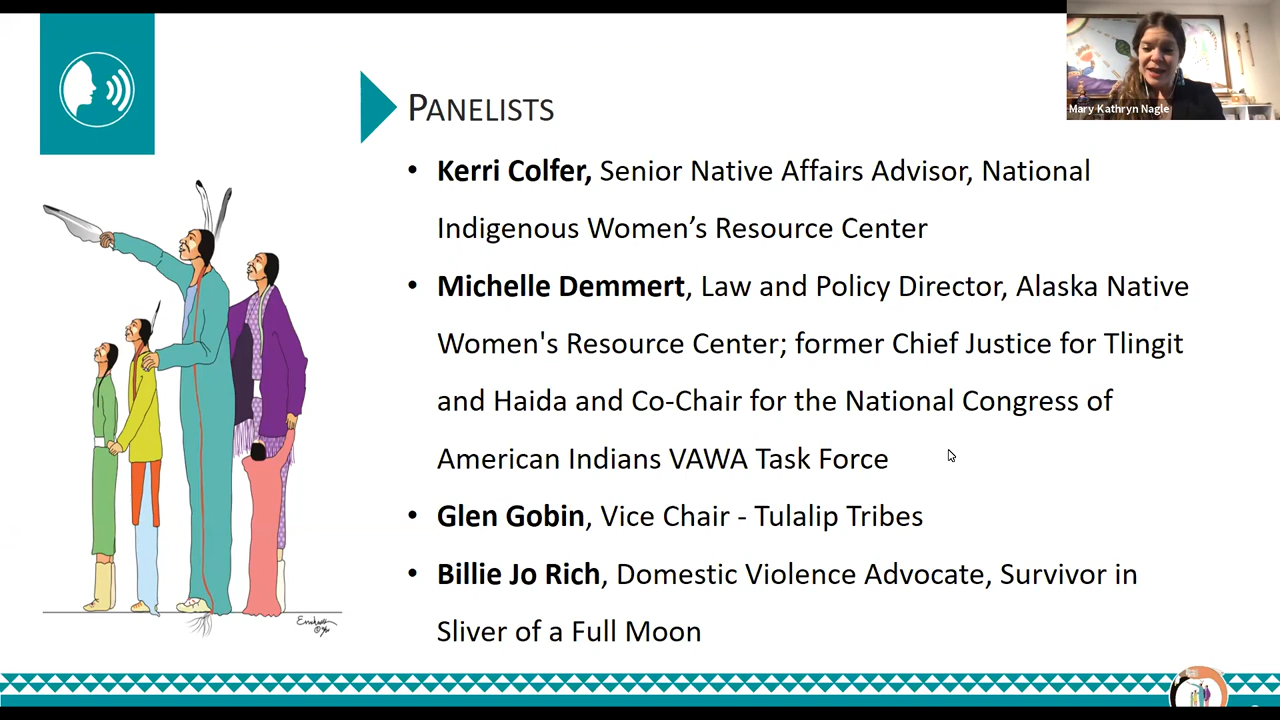 Mary Kathryn Nagle
PANELISTS
• Kerri Colfer, Senior Native Affairs Advisor, National
Indigenous Women’s Resource Center
• Michelle Demmert, Law and Policy Director, Alaska Native
Women's Resource Center; former Chief Justice for Tlingit
and Haida and Co-Chair for the National Congress of
American Indians VAWA Task Force
• Glen Gobin, Vice Chair - Tulalip Tribes
• Billie Jo Rich, Domestic Violence Advocate, Survivor in
Sliver of a Full Moon